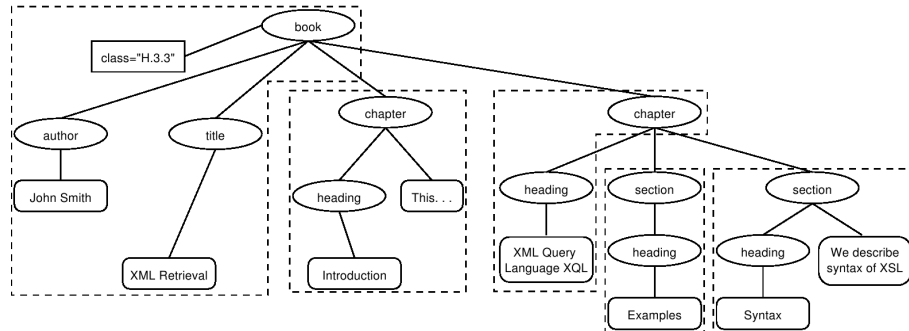 book
class="H.3.3"
chapter
chapter
author
title
John Smith
heading
This. . .
heading
section
section
XML Retrieval
Introduction
XML Query
Language XQL
heading
heading
We describe
syntax of XSL
Examples
Syntax